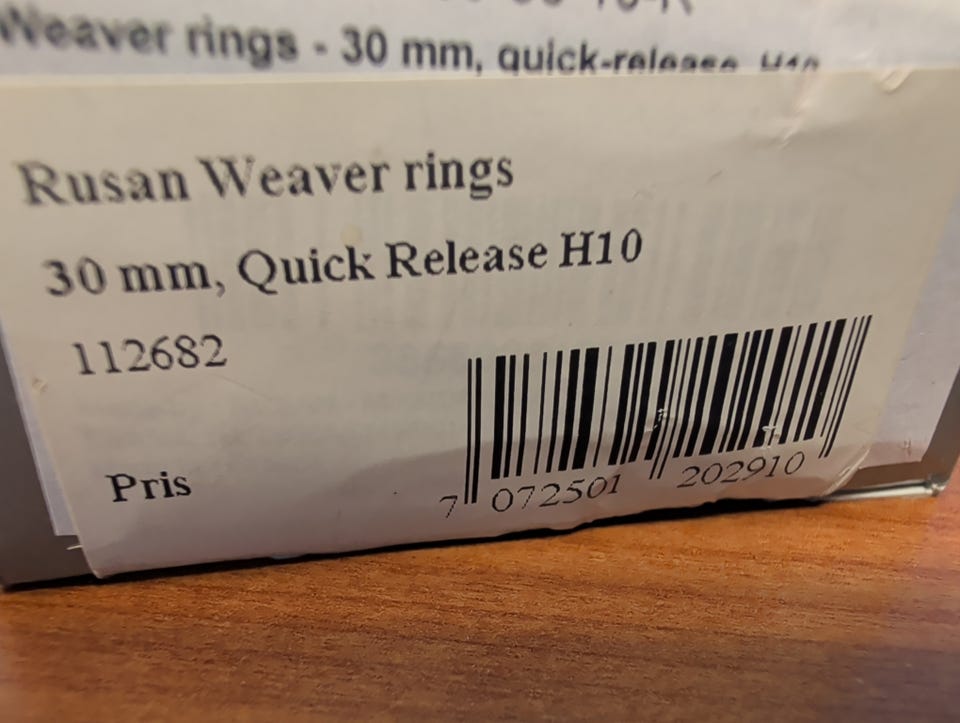 Weaver rings - 30 mm, quick-release H10
Rusan Weaver rings
30 mm, Quick Release H10
112682
Pris
7 072501 202910